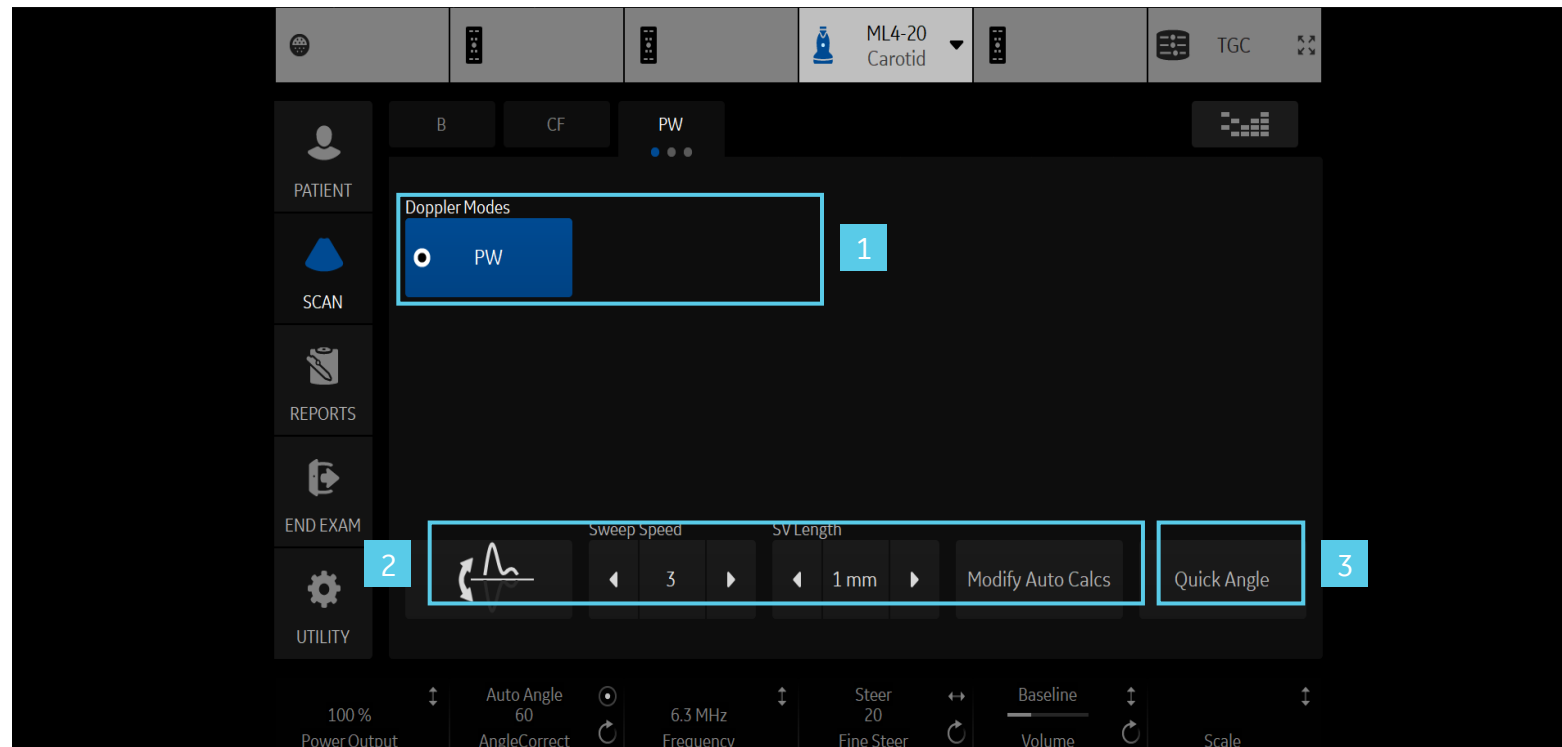 ML4-20
Carotid
TGC
B
CF
PW
PATIENT
Doppler Modes
PW
1
SCAN
REPORTS
END EXAM
Sweep Speed
SV Length
2
3
1 mm
Modify Auto Calcs
Quick Angle
3
UTILITY
100 %
Power Output
Auto Angle
60
AngleCorrect
6.3 MHz
Frequency
Steer
20
Fine Steer
Baseline
Volume
Scale